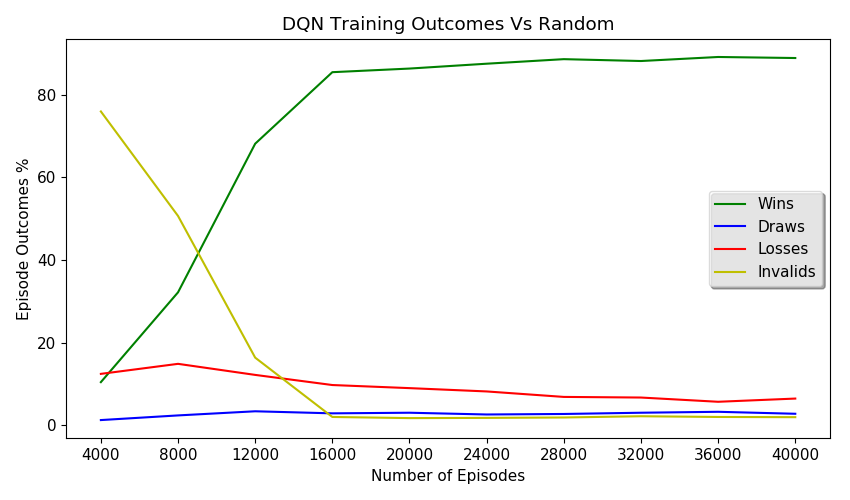 DQN Training Outcomes Vs Random
Episode Outcomes %
80
60
40
20
0
Wins
Draws
Losses
Invalids
4000 8000 12000 16000 20000 24000 28000 32000 36000 40000
Number of Episodes